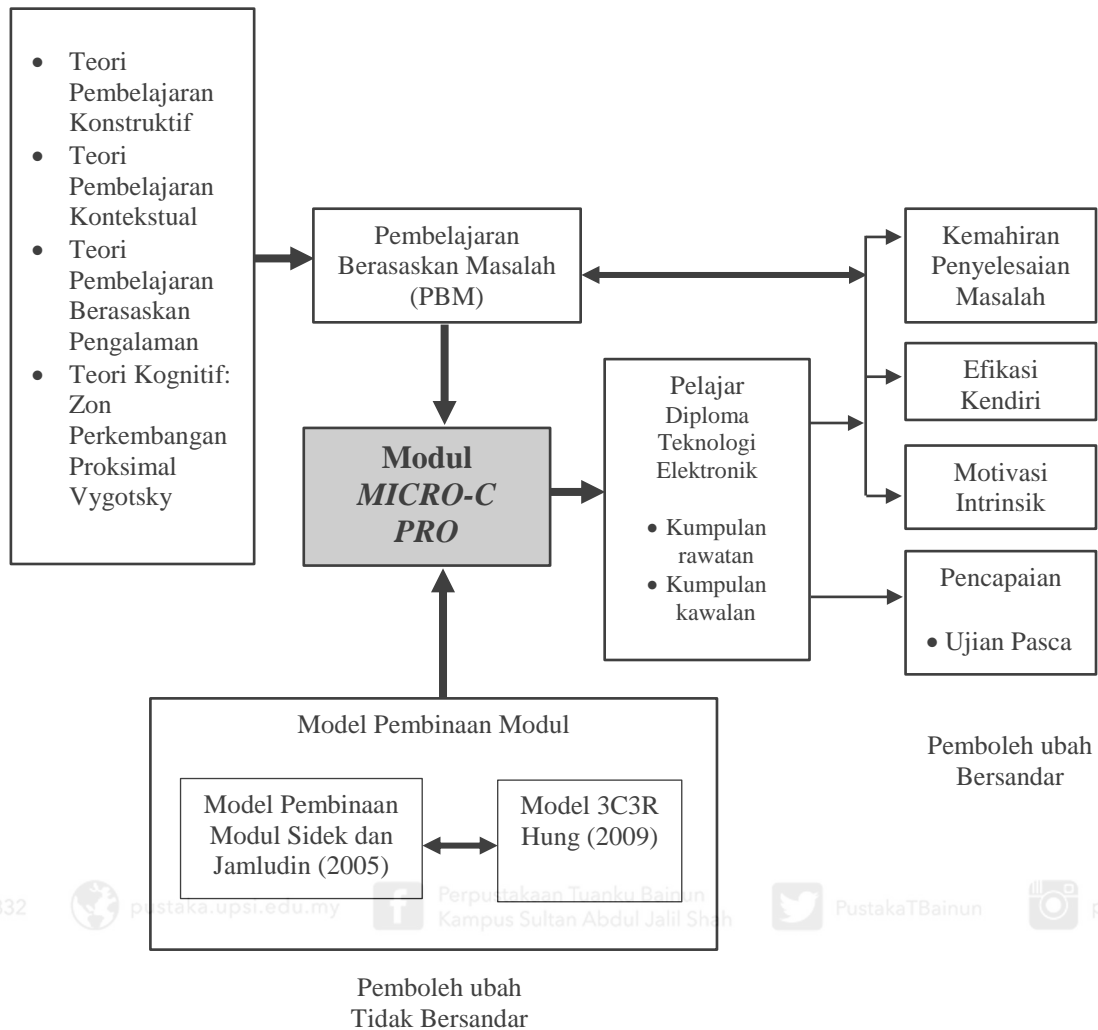 • Teori
Pembelajaran
Konstruktif
• Teori
Pembelajaran
Kontekstual
• Teori
Pembelajaran
Berasaskan
Pengalaman
• Teori Kognitif:
Zon
Perkembangan
Proksimal
Vygotsky
Pembelajaran
Berasaskan Masalah
(PBM)
Modul
MICRO-C
PRO
Pelajar
Diploma
Teknologi
Elektronik
• Kumpulan
rawatan
• Kumpulan
kawalan
Kemahiran
Penyelesaian
Masalah
Efikasi
Kendiri
Motivasi
Intrinsik
Pencapaian
• Ujian Pasca
Pemboleh ubah
Bersandar
Model Pembinaan Modul
Model Pembinaan
Modul Sidek dan
Jamludin (2005)
Model 3C3R
Hung (2009)
32
pustaka.upsi.edu.my
f
Perpustakaan Tuanku Bainun
Kampus Sultan Abdul Jalil Shah
PustakaTBainun
Pemboleh ubah
Tidak Bersandar